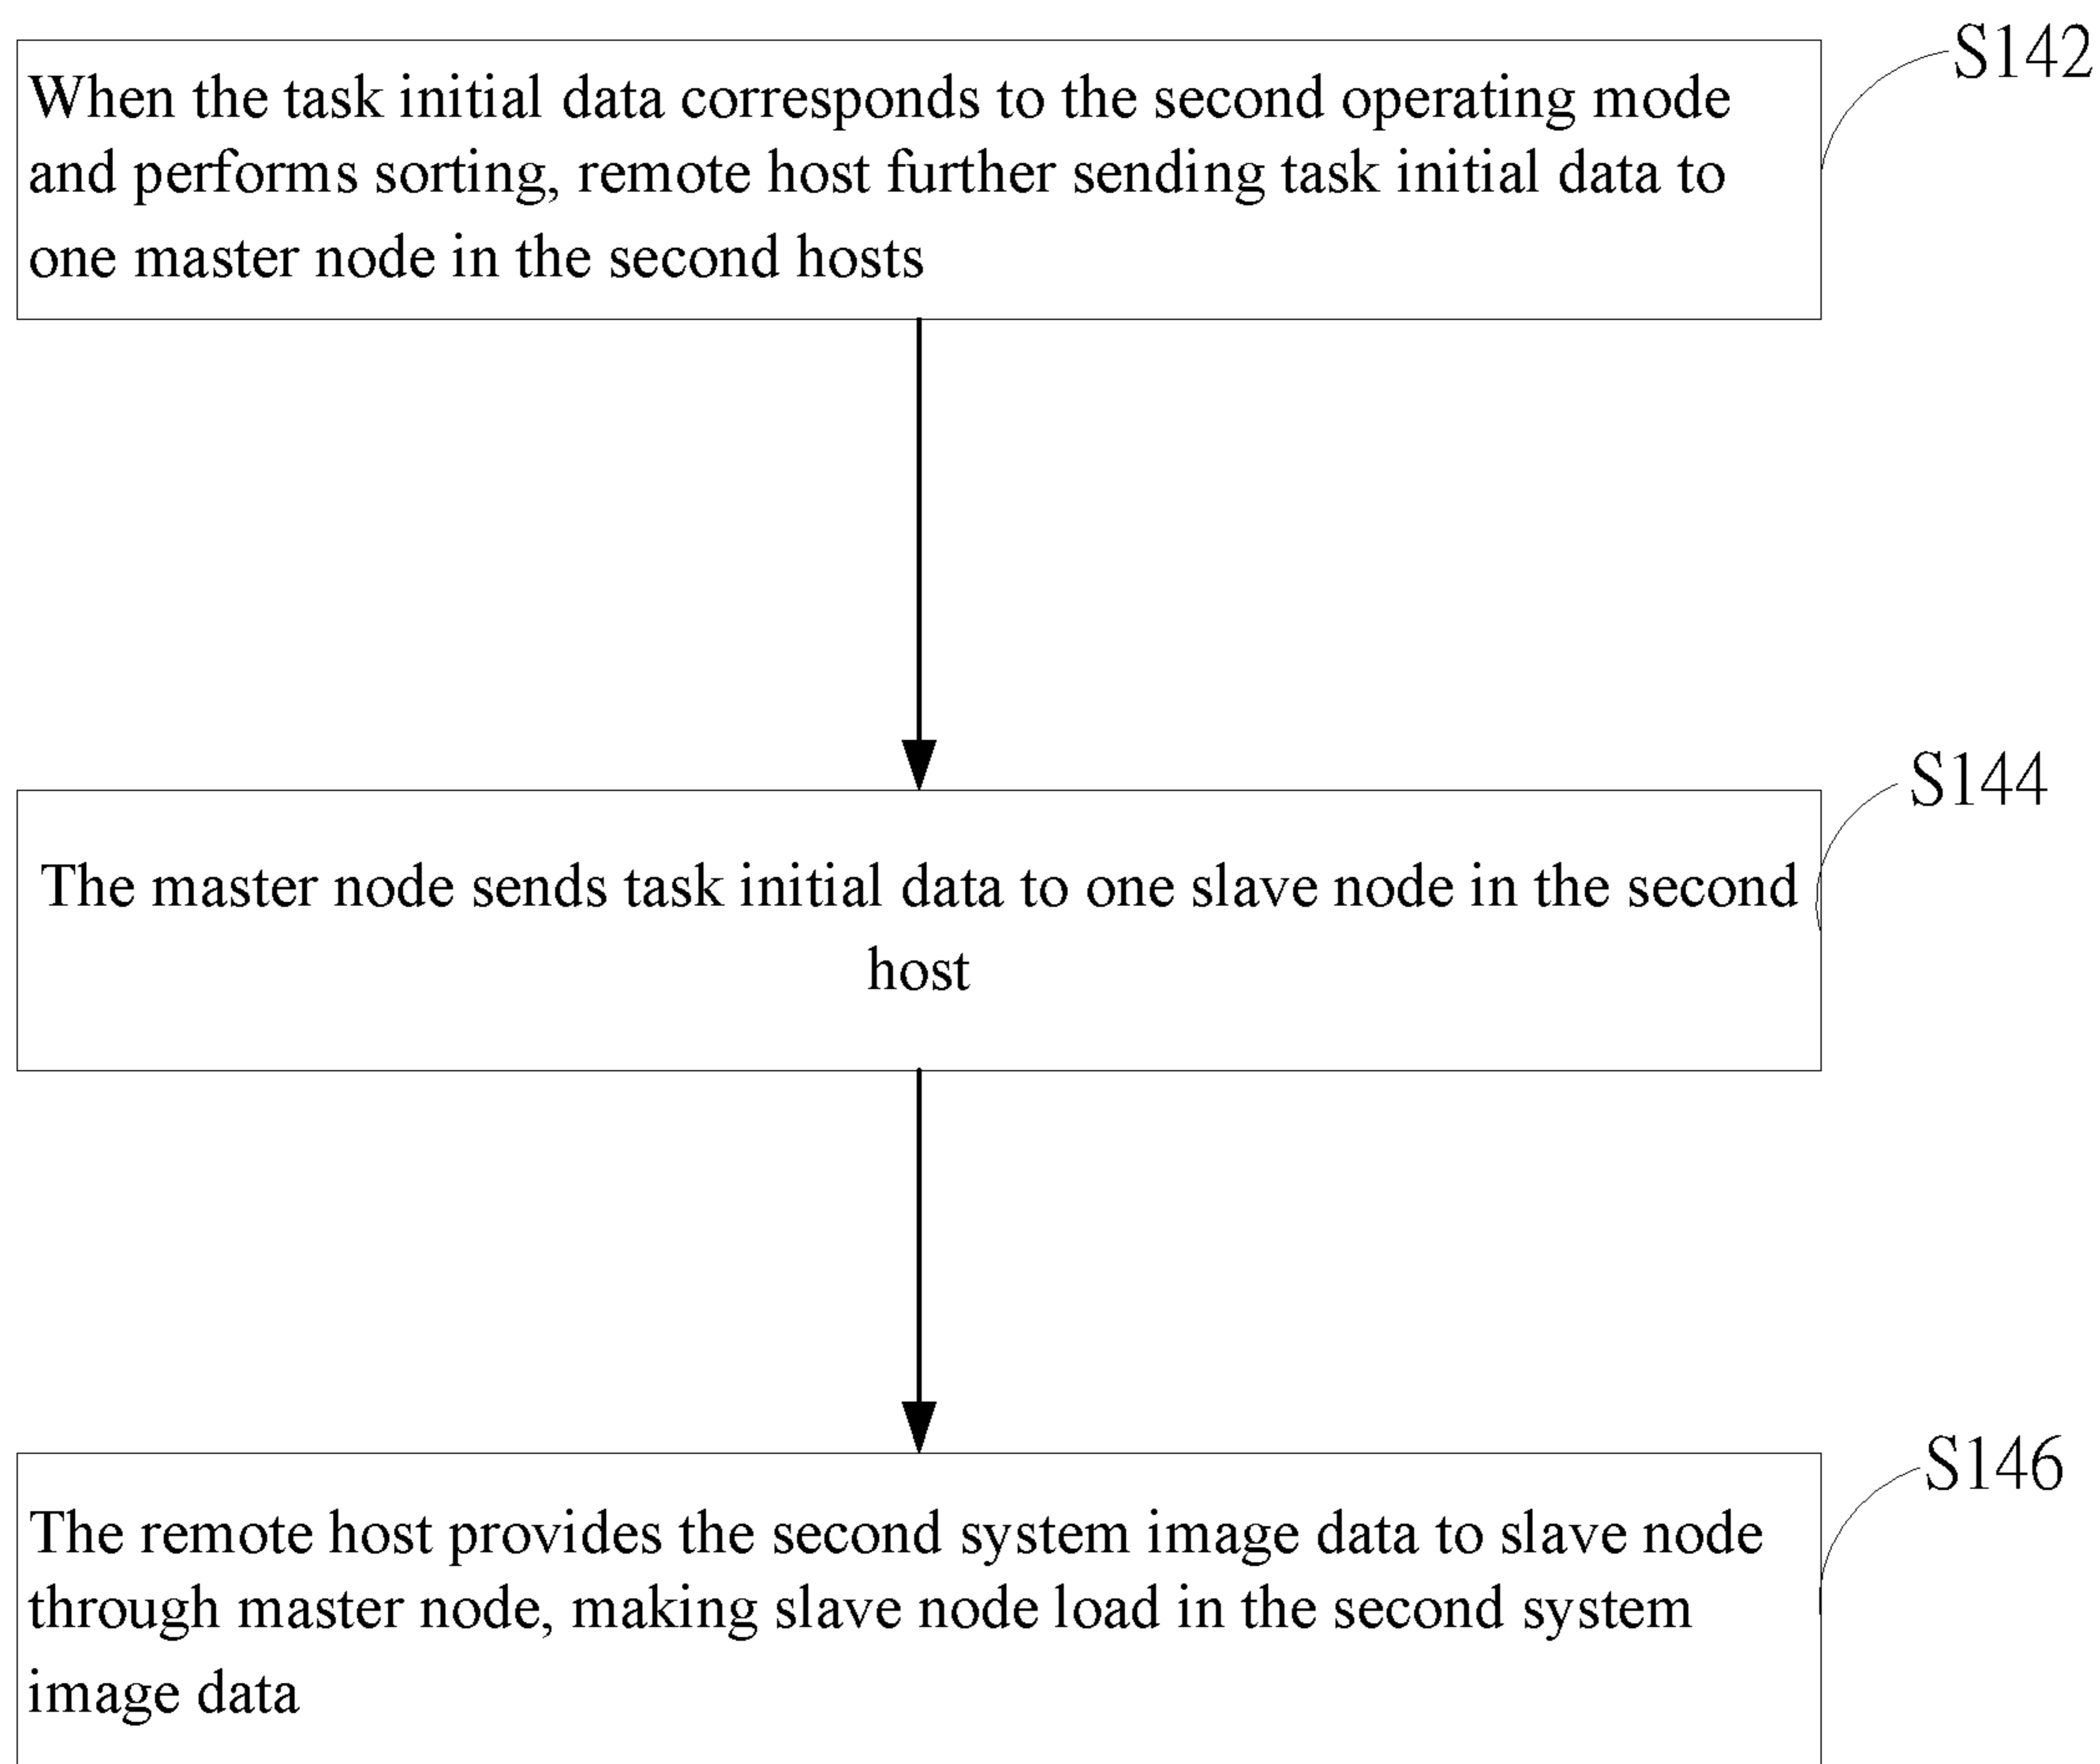 S142
When the task initial data corresponds to the second operating mode
and performs sorting, remote host further sending task initial data to
one master node in the second hosts
S144
The master node sends task initial data to one slave node in the second
host
S146
The remote host provides the second system image data to slave node
through master node, making slave node load in the second system
image data